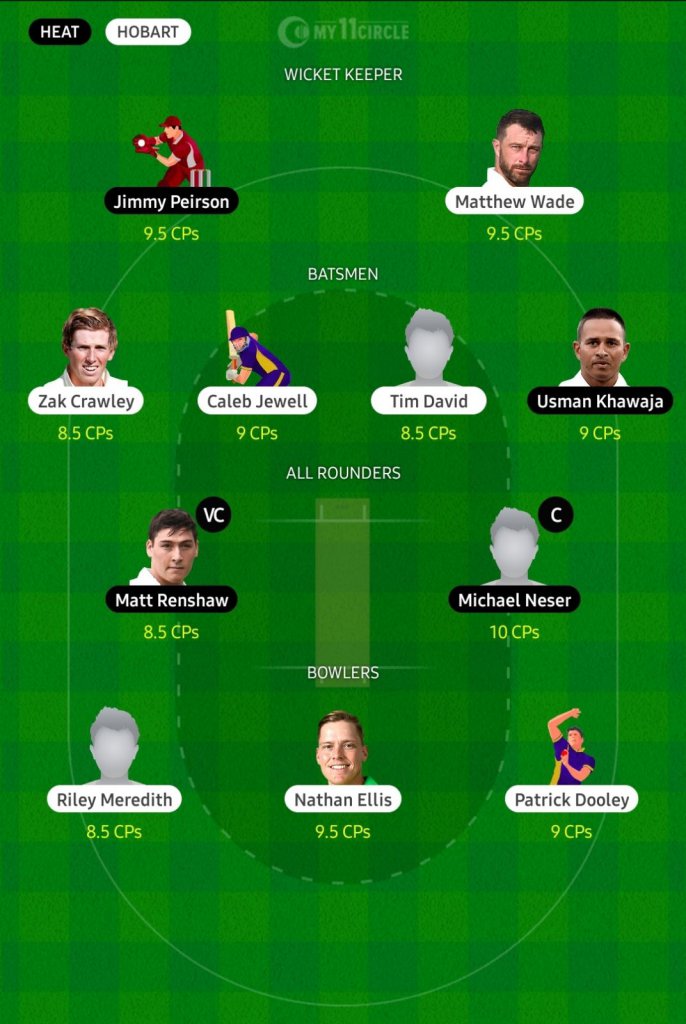 HEAT HOBART MY11CIRCLE
WICKET KEEPER
Jimmy Peirson Matthew Wade
9.5 CPs 9.5 CPs
BATSMEN
Zak Crawley Caleb Jewell Tim David Usman Khawaja
8.5 CPs 9 CPs 8.5 CPs 9 CPs
ALL ROUNDERS
VC C
Matt Renshaw Michael Neser
8.5 CPs 10 CPs
BOWLERS
Riley Meredith Nathan Ellis Patrick Dooley
8.5 CPs 9.5 CPs 9 CPs